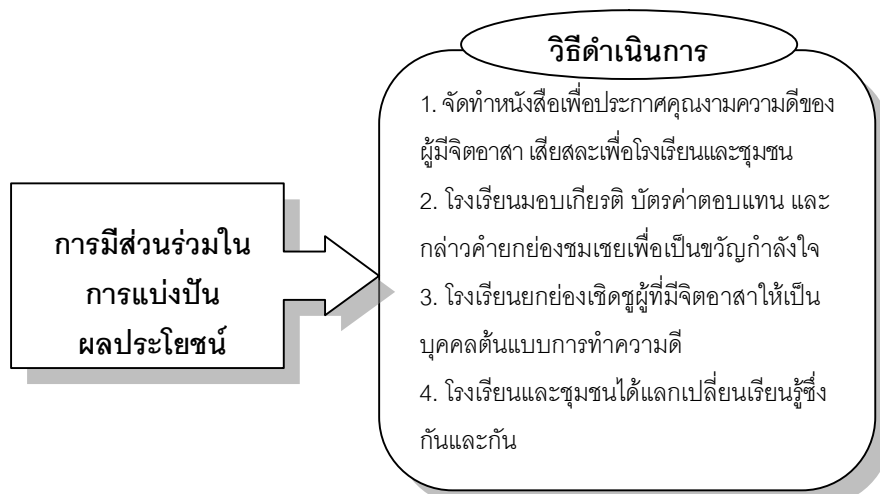 วิธีดำเนินการ
1. จัดทำหนังสือเพื่อประกาศคุณงามความดีของ
ผู้มีจิตอาสา เสียสละเพื่อโรงเรียนและชุมชน
2. โรงเรียนมอบเกียรติ บัตรค่าตอบแทน และ
กล่าวคำยกย่องชมเชยเพื่อเป็นขวัญกำลังใจ
3. โรงเรียนยกย่องเชิดชูผู้ที่มีจิตอาสาให้เป็น
บุคคลต้นแบบการทำความดี
4. โรงเรียนและชุมชนได้แลกเปลี่ยนเรียนรู้ซึ่ง
กันและกัน
การมีส่วนร่วมใน
การแบ่งปัน
ผลประโยชน์